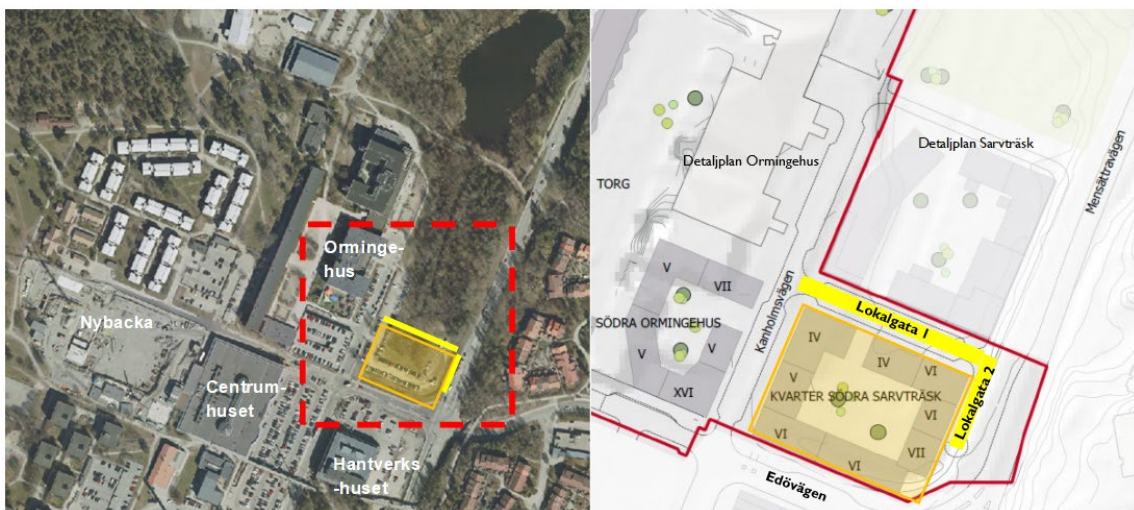 Orminge-
hus
Nybacka
Centrum-
huset
Hantverks
-huset
Detaljplan Ormingehus
Detaljplan Sarvträsk
Mensättravägen
TORG
Kanholmsvägen
V
VII
SÖDRA ORMINGEHUS
V
V
XVI
Lokalgata 1
Lokalgata 2
IV
IV
VI
V
KVARTER SÖDRA SARVTRÄSK
VI
VI
VI
VII
Edövägen